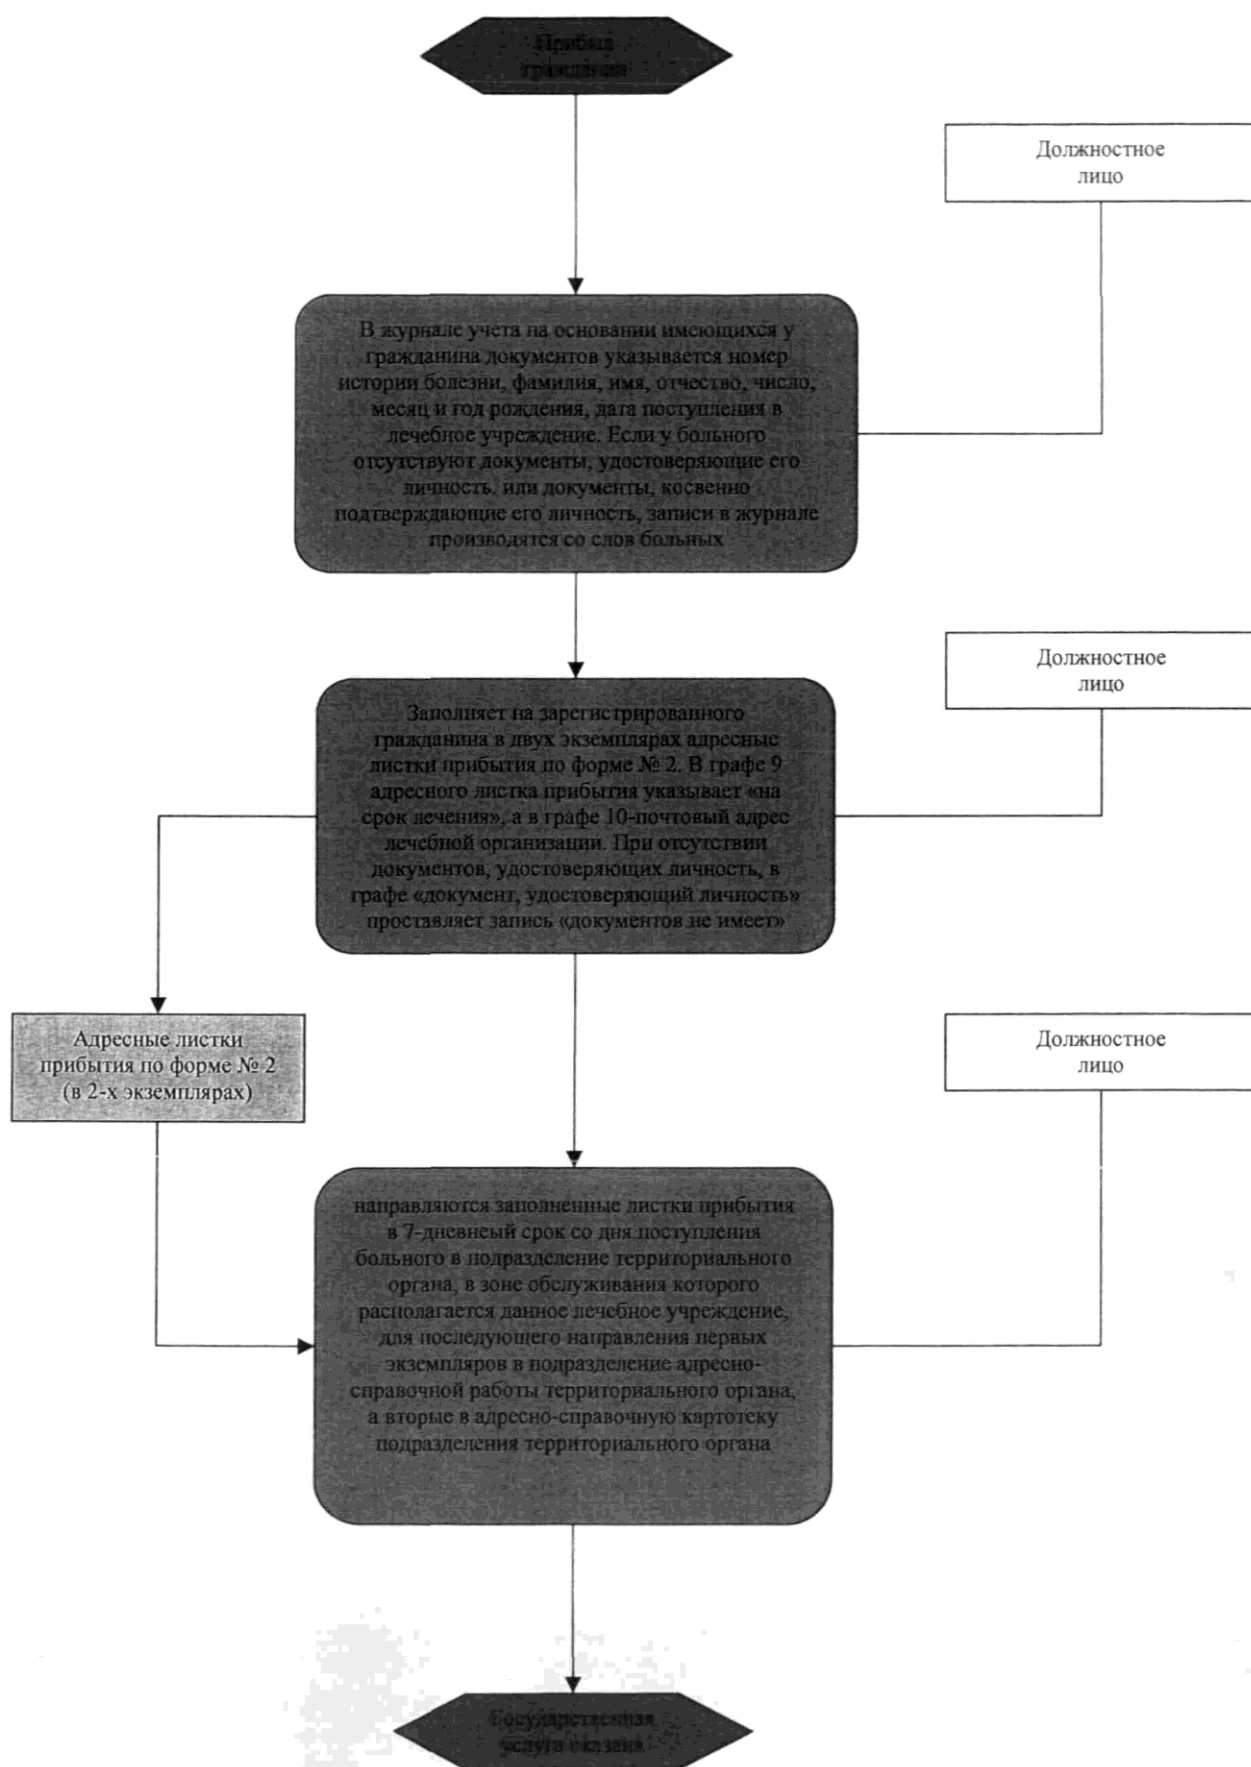 Прибыл
гражданин
Должностное
лицо
В журнале учета на основании имеющихся у
гражданина документов указывается номер
истории болезни, фамилия, имя, отчество, число,
месяц и год рождения, дата поступления в
лечебное учреждение. Если у больного
отсутствуют документы, удостоверяющие его
личность. или документы, косвенно
подтверждающие его личность, записи в журнале
производятся со слов больных
Должностное
лицо
Заполняет на зарегистрированного
гражданина в двух экземплярах адресные
листки прибытия по форме № 2. В графе 9
адресного листка прибытия указывает «на
срок лечения», а в графе 10-почтовый адрес
лечебной организации. При отсутствии
документов, удостоверяющих личность, в
графе «документ, удостоверяющий личность»
проставляет запись «документов не имеет»
Адресные листки
прибытия по форме № 2
(в 2-х экземплярах)
Должностное
лицо
направляются заполненные листки прибытия
в 7-дневнеый срок со дня поступления
больного в подразделение территориального
органа, в зоне обслуживания которого
располагается данное лечебное учреждение,
для последующего направления первых
экземпляров в подразделение адресно-
справочной работы территориального органа,
а вторые в адресно-справочную картотеку
подразделения территориального органа
Государственная
услуга оказана